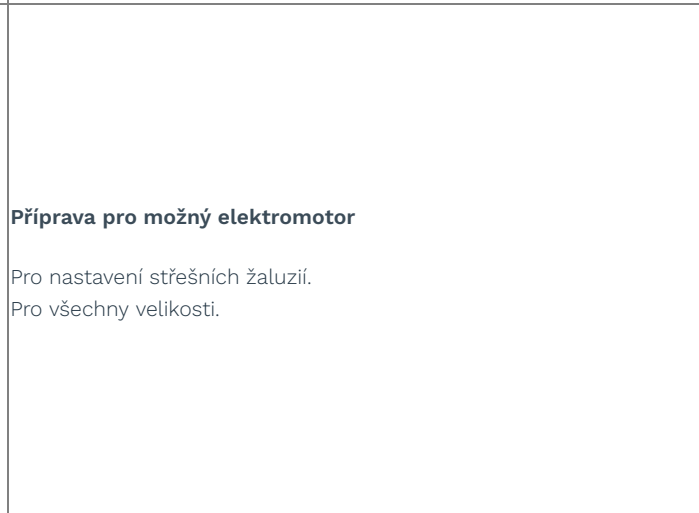 Příprava pro možný elektromotor
Pro nastavení střešních žaluzií.
Pro všechny velikosti.